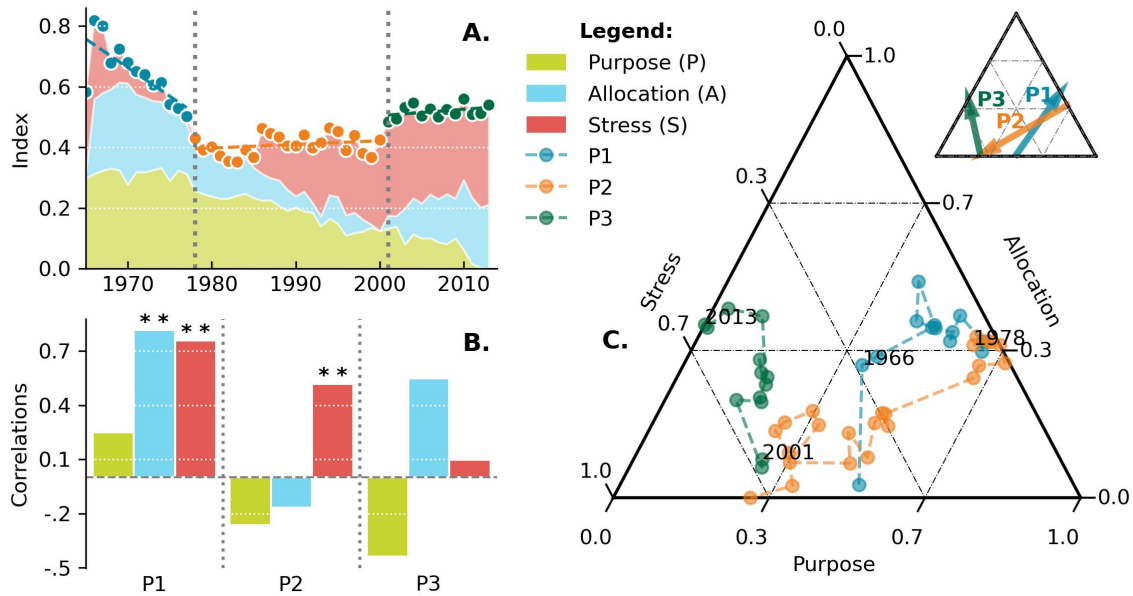 0.8
0.6
0.4
0.2
0.0
Index
1970
1980
1990
2000
2010
A.
Legend:
Purpose (P)
Allocation (A)
Stress (S)
P1
P2
P3
P3
P1
P2
0.7
0.4
0.1
-.2
-.5
Correlations
* *
* *
* *
B.
P1
P2
P3
C.
0.0
1.0
0.3
0.7
Stress
Allocation
0.7
0.3
2013
1978
1966
2001
1.0
0.0
0.0
0.3
0.7
1.0
Purpose